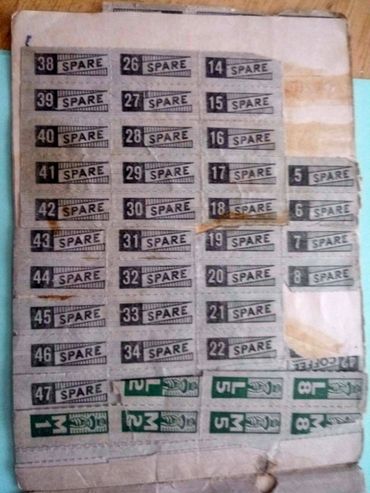 38 SPARE 26 SPARE 14 SPARE
39 SPARE 27 SPARE 15 SPARE
40 SPARE 28 SPARE 16 SPARE
41 SPARE 29 SPARE 17 SPARE 5 SPARE
42 SPARE 30 SPARE 18 SPARE 6 SPARE
43 SPARE 31 SPARE 19 SPARE 7 SPARE
44 SPARE 32 SPARE 20 SPARE 8 SPARE
45 SPARE 33 SPARE 21 SPARE
46 SPARE 34 SPARE 22 SPARE COFFEE
47 SPARE L2 L5 L8
M1 M2 M5 M8